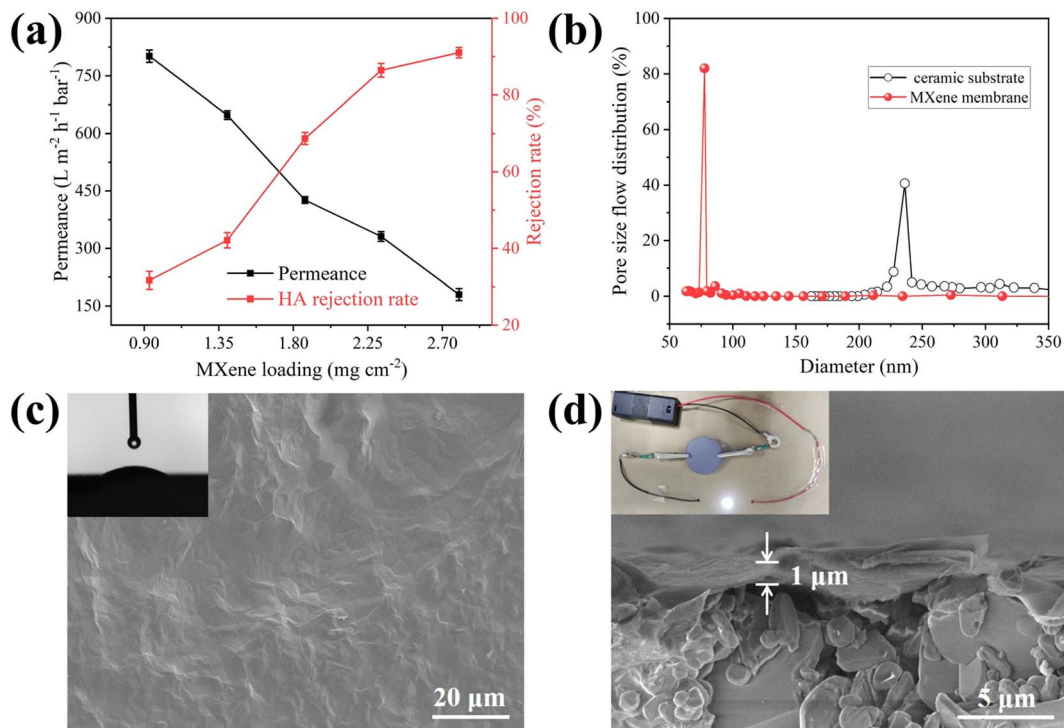 (a)
900
750
600
450
300
150
Permeance (L m⁻² h⁻¹ bar⁻¹)
100
80
60
40
20
Rejection rate (%)
Permeance
HA rejection rate
0.90 1.35 1.80 2.25 2.70
MXene loading (mg cm⁻²)
(b)
100
80
60
40
20
0
Pore size flow distribution (%)
ceramic substrate
MXene membrane
50 100 150 200 250 300 350
Diameter (nm)
(c)
20 μm
(d)
1 μm
5 μm